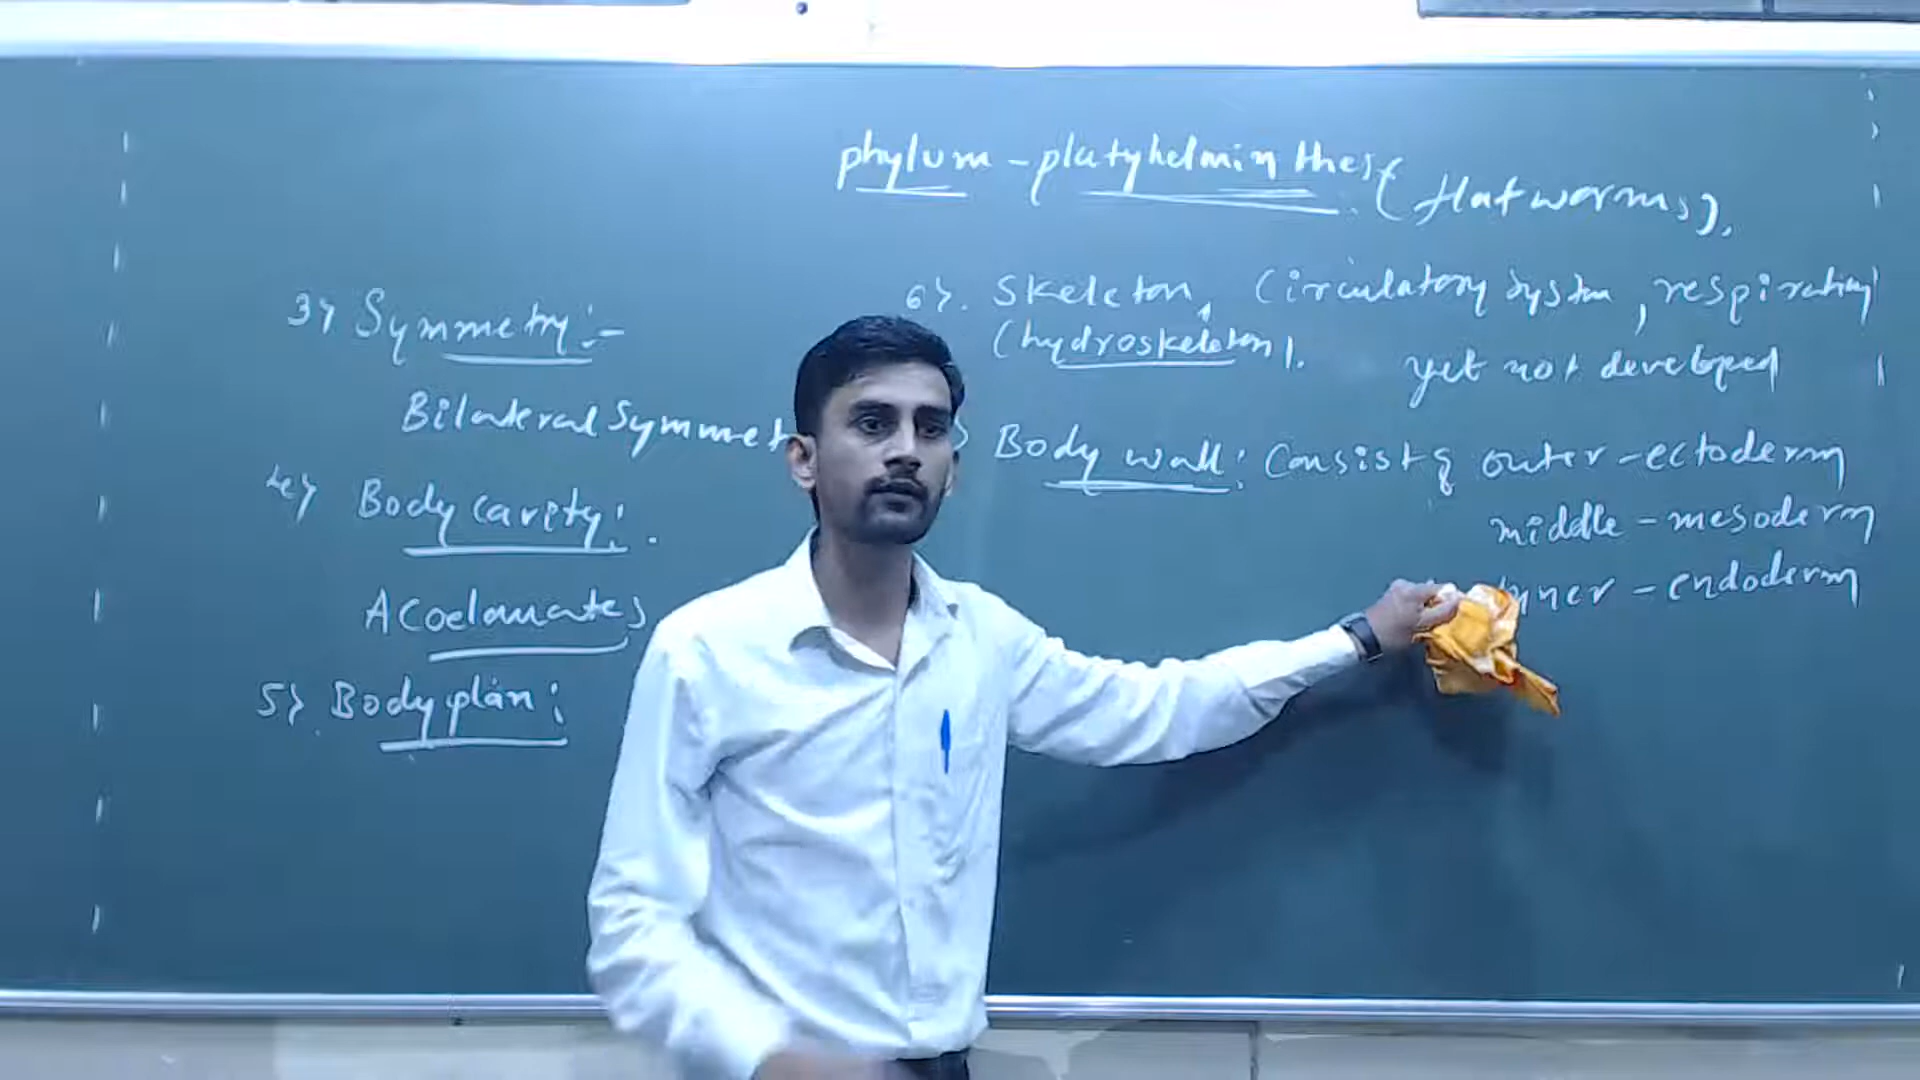 phylum - platyhelminthes (flatworms).
3) Symmetry :-
Bilateral Symmet
4) Body cavity :
Acoelomates
5) Body plan :
6) Skeleton, Circulatory System, respiratory
(hydroskeleton).
yet not developed
Body wall : Consist of outer - ectoderm
middle - mesoderm
inner - endoderm